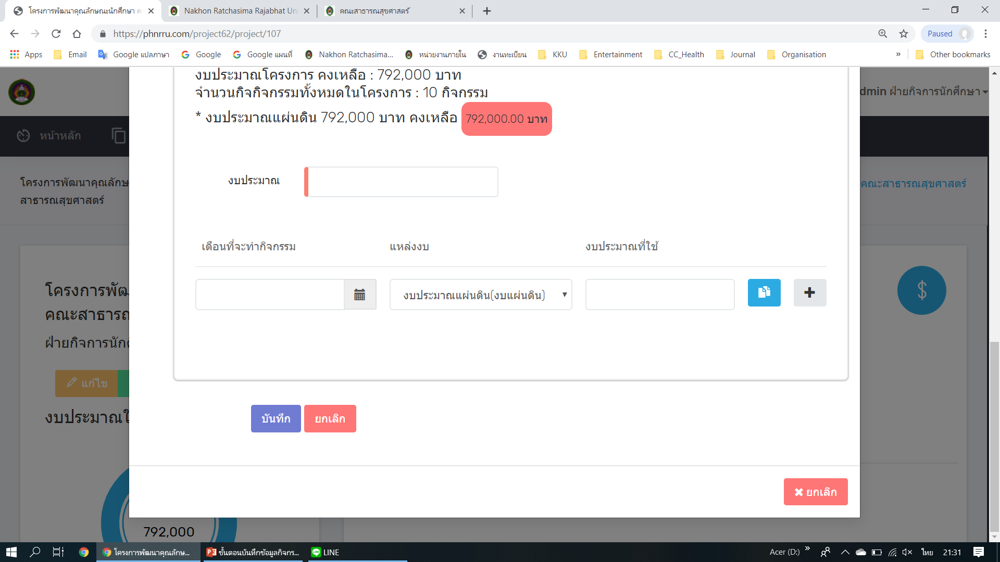 โครงการพัฒนาคุณลักษณะนักศึกษา
Nakhon Ratchasima Rajabhat Un
คณะสาธารณสุขศาสตร์
https://phnrru.com/project62/project/107
Paused
Apps
Email
Google แปลภาษา
Google
Google แผนที่
Nakhon Ratchasima...
หน่วยงานภายใน
งานทะเบียน
KKU
Entertainment
CC_Health
Journal
Organisation
»
Other bookmarks
งบประมาณโครงการ คงเหลือ : 792,000 บาท
จำนวนกิจกิจกรรมทั้งหมดในโครงการ : 10 กิจกรรม
* งบประมาณแผ่นดิน 792,000 บาท คงเหลือ 792,000.00 บาท
dmin ฝ่ายกิจการนักศึกษา
หน้าหลัก
โครงการพัฒนาคุณลักษ
สาธารณสุขศาสตร์
คณะสาธารณสุขศาสตร์
งบประมาณ
เดือนที่จะทำกิจกรรม
แหล่งงบ
งบประมาณที่ใช้
งบประมาณแผ่นดิน(งบแผ่นดิน)
โครงการพัฒ
คณะสาธารณ
ฝ่ายกิจการนัก
แก้ไข
งบประมาณ
$
บันทึก
ยกเลิก
ยกเลิก
792,000
โครงการพัฒนาคุณลักษ...
ขั้นตอนบันทึกข้อมูลกิจกร...
LINE
Acer (D:)
»
ไทย
21:31